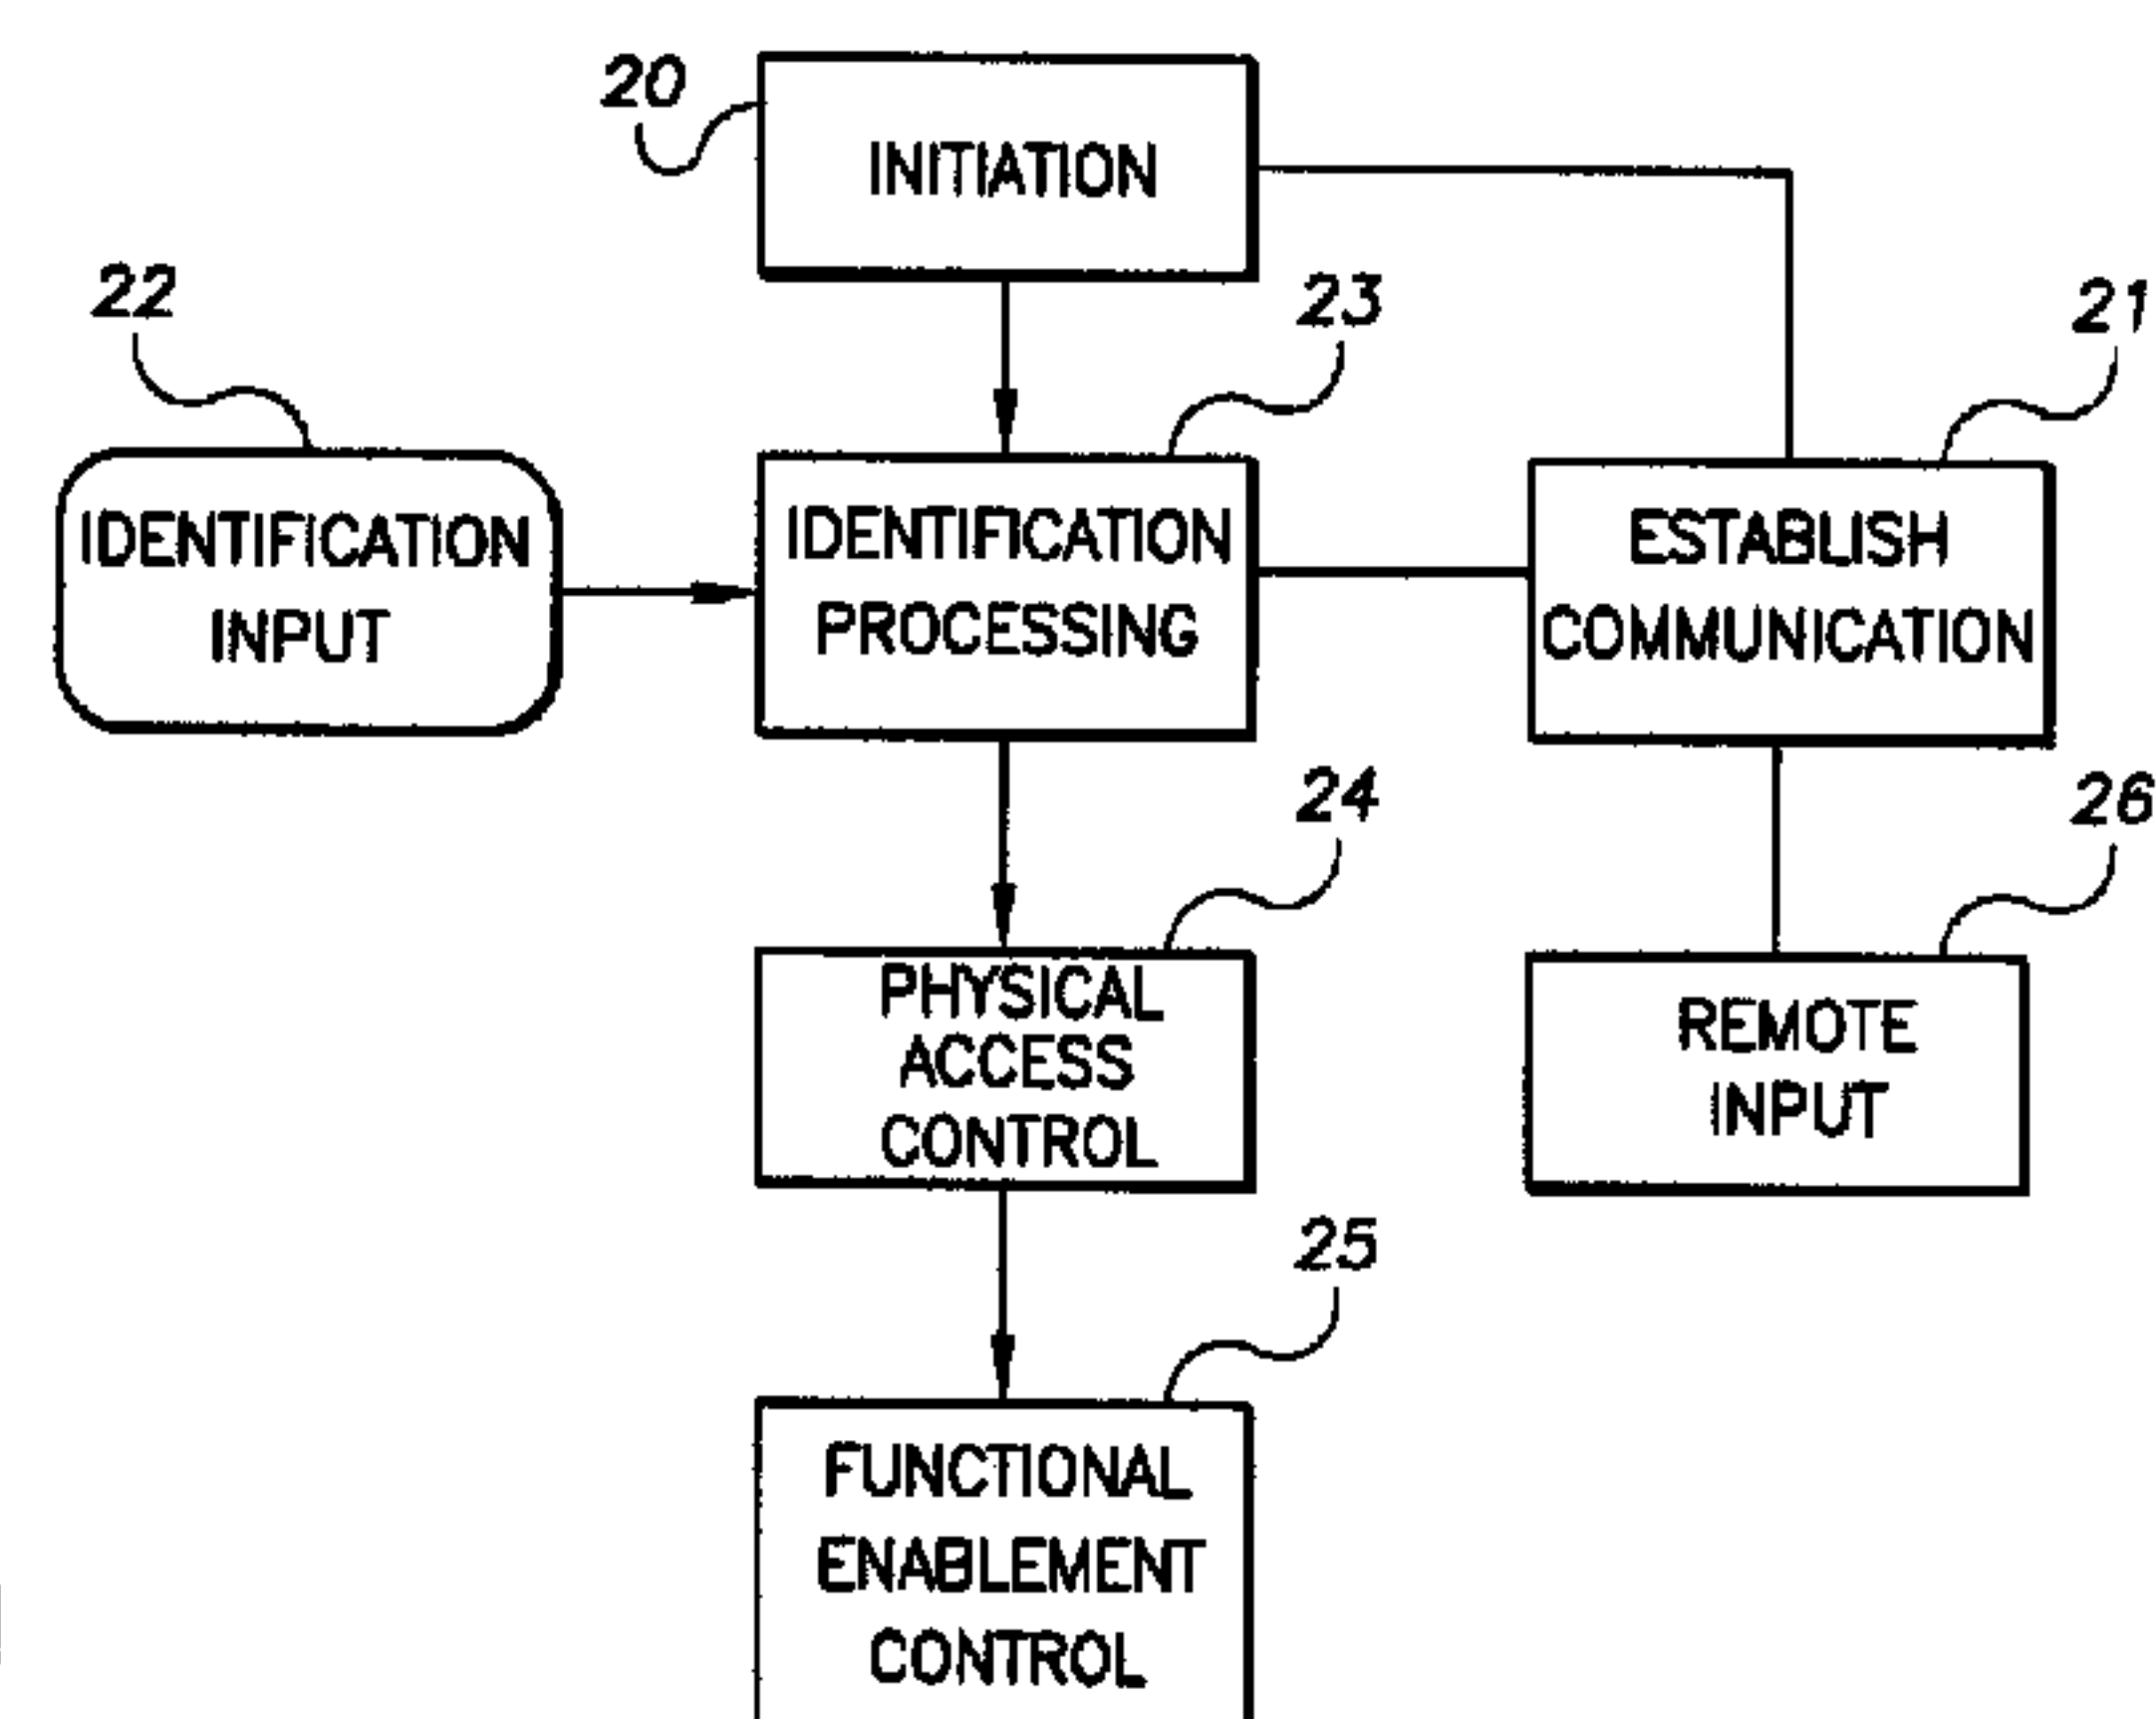 20
INITIATION
22
23
21
IDENTIFICATION
INPUT
IDENTIFICATION
PROCESSING
ESTABLISH
COMMUNICATION
24
26
PHYSICAL
ACCESS
CONTROL
REMOTE
INPUT
25
FUNCTIONAL
ENABLEMENT
CONTROL